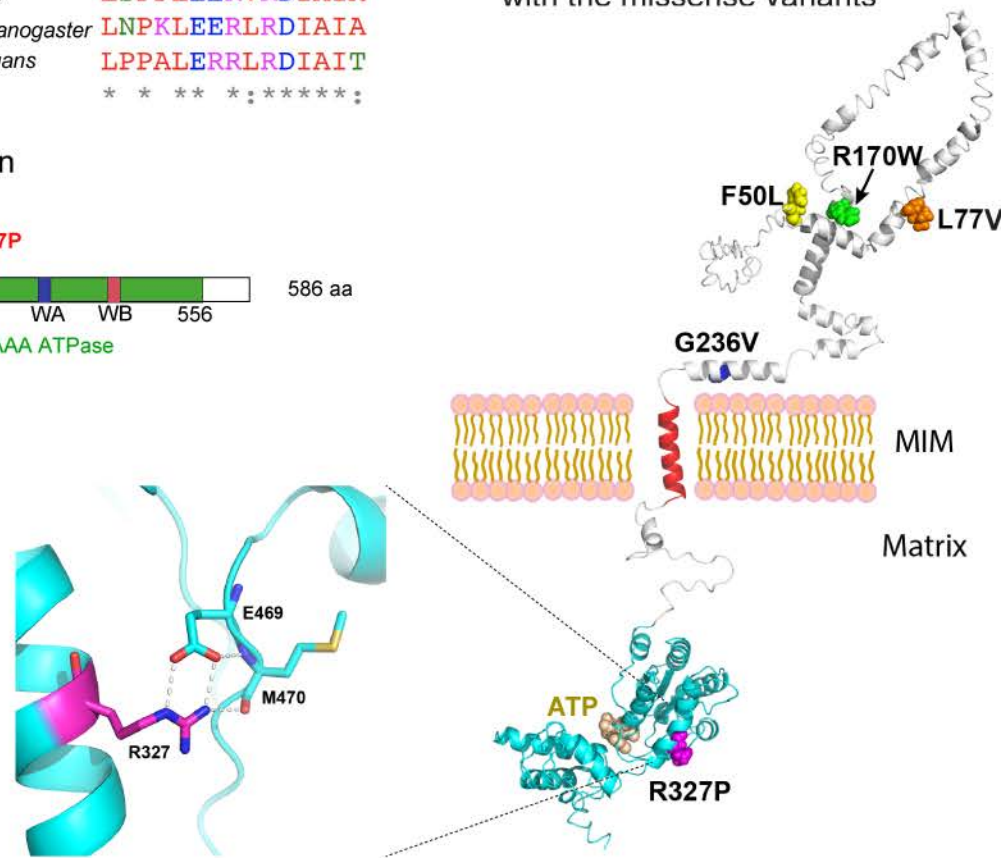 with the missense variants
anogaster LNPKLEERLRDIAIA
gans LPPALERRLRDIAIT
* * ** *:*****:
n
7P
586 aa
WA WB 556
AAA ATPase
R170W
F50L
L77V
G236V
MIM
Matrix
E469
M470
R327
ATP
R327P